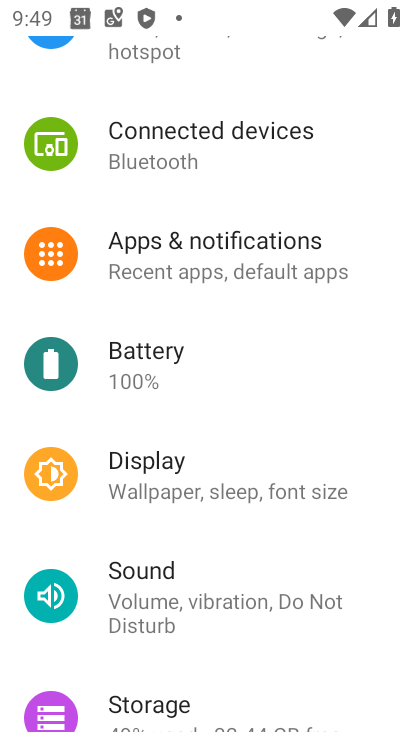 9:49
31
hotspot
Connected devices
Bluetooth
Apps & notifications
Recent apps, default apps
Battery
100%
Display
Wallpaper, sleep, font size
Sound
Volume, vibration, Do Not
Disturb
Storage